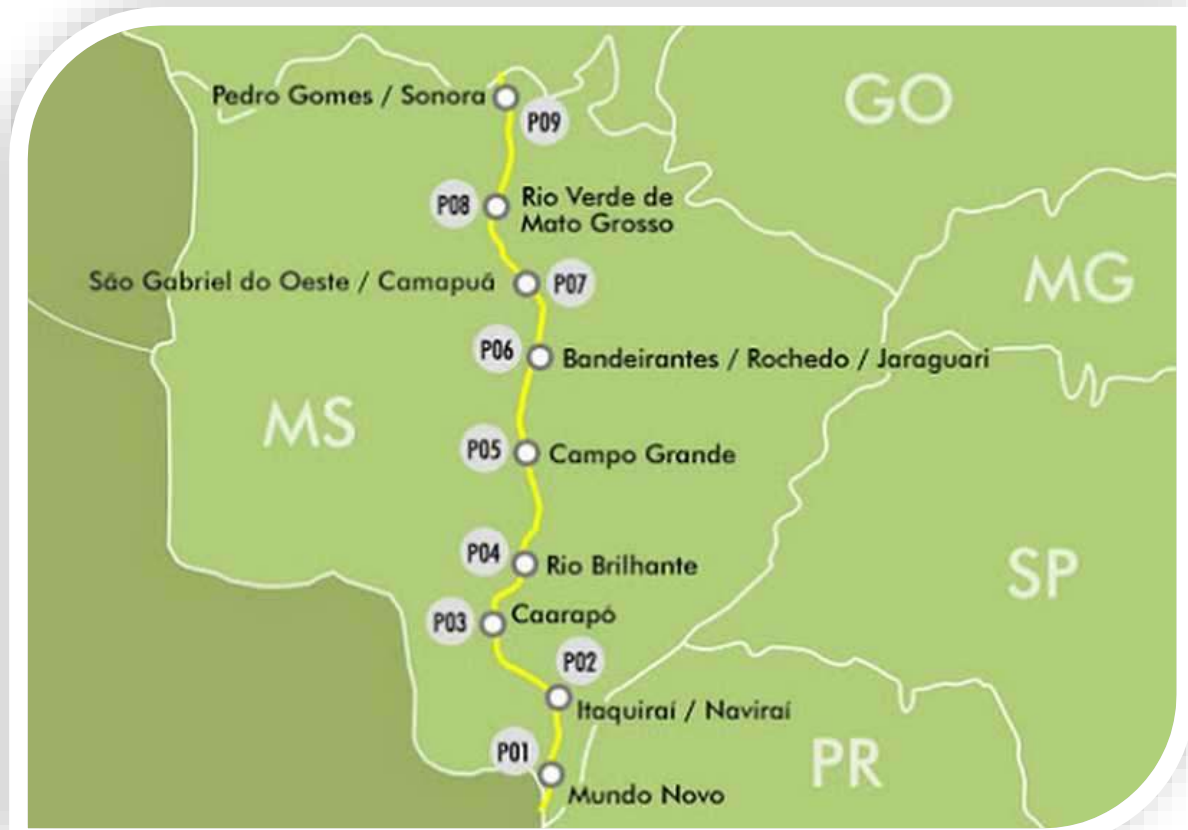 GO
Pedro Gomes / Sonora
P09
P08
Rio Verde de
Mato Grosso
MG
São Gabriel do Oeste / Camapuã
P07
P06
Bandeirantes / Rochedo / Jaraguari
MS
P05
Campo Grande
P04
Rio Brilhante
SP
P03
Caarapó
P02
Itaquiraí / Naviraí
P01
PR
Mundo Novo